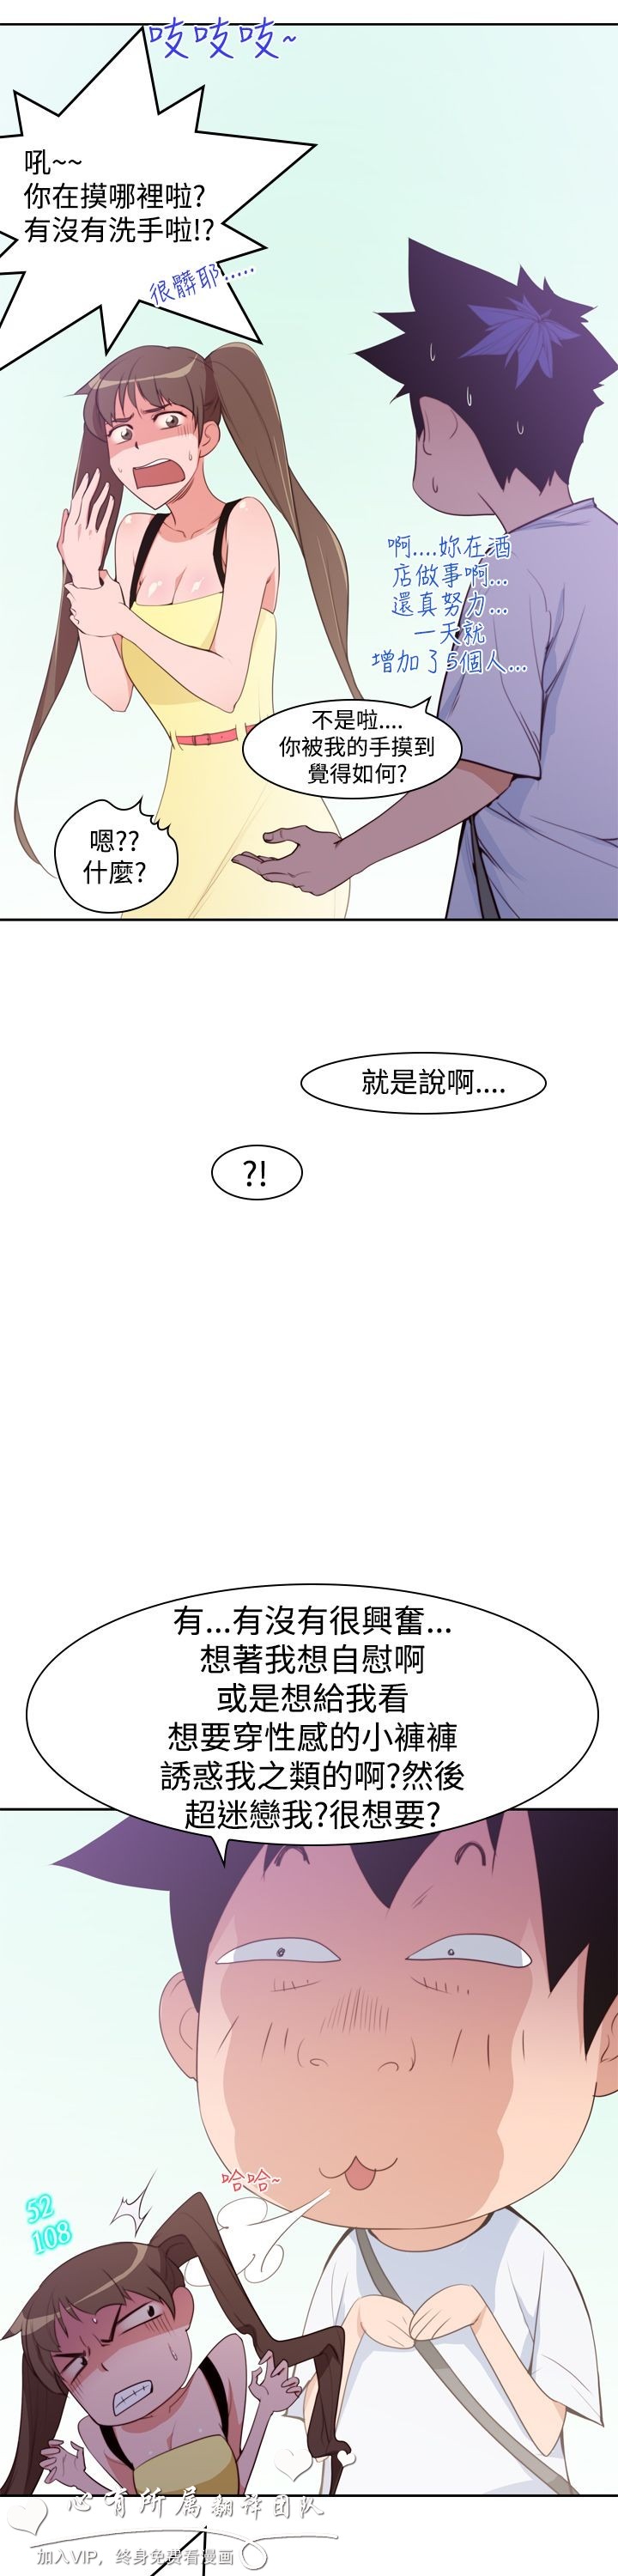 吱吱吱~
吼~~
你在摸哪裡啦?
有沒有洗手啦!?
很髒耶.....
啊....妳在酒
店做事啊...
還真努力...
一天就
增加了5個人...
不是啦....
你被我的手摸到
覺得如何?
嗯??
什麼?
就是說啊....
?!
有...有沒有很興奮...
想著我想自慰啊
或是想給我看
想要穿性感的小褲褲
誘惑我之類的啊?然後
超迷戀我?很想要?
哈哈~
52
108
心有所属翻译团队
加入VIP，终身免费看漫画